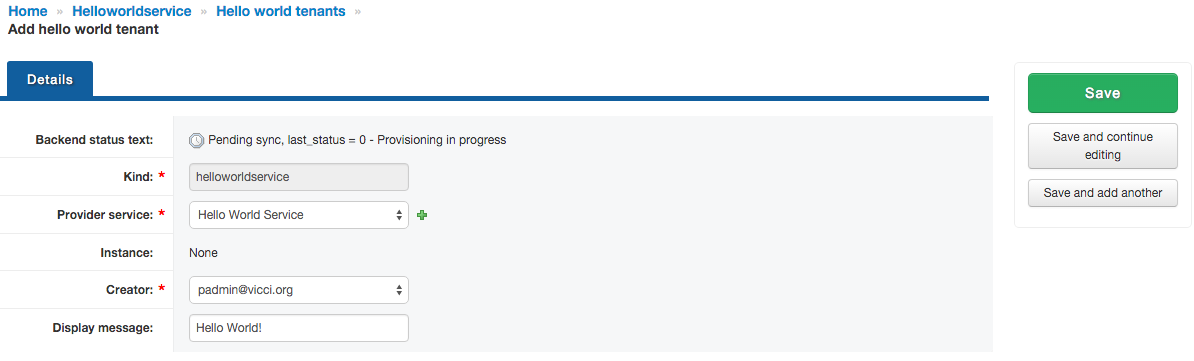 Home » Helloworldservice » Hello world tenants »
Add hello world tenant
Details
Backend status text: Pending sync, last_status = 0 - Provisioning in progress
Kind: * helloworldservice
Provider service: * Hello World Service
Instance: None
Creator: * padmin@vicci.org
Display message: Hello World!
Save
Save and continue
editing
Save and add another